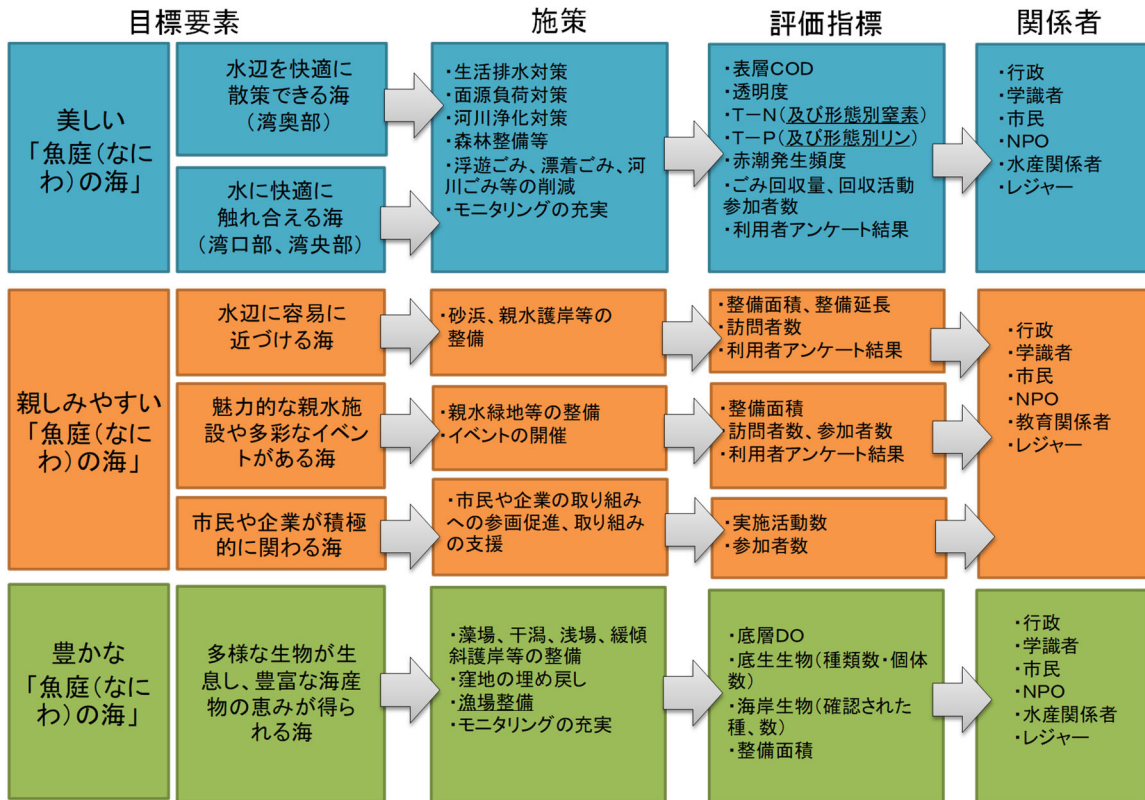 目標要素
施策
評価指標
関係者
美しい
「魚庭(なに
わ)の海」
水辺を快適に
散策できる海
(湾奥部)
水に快適に
触れ合える海
(湾口部、湾央部)
・生活排水対策
・面源負荷対策
・河川浄化対策
・森林整備等
・浮遊ごみ、漂着ごみ、河
川ごみ等の削減
・モニタリングの充実
・表層COD
・透明度
・T-N(及び形態別窒素)
・T-P(及び形態別リン)
・赤潮発生頻度
・ごみ回収量、回収活動
参加者数
・利用者アンケート結果
・行政
・学識者
・市民
・NPO
・水産関係者
・レジャー
親しみやすい
「魚庭(なに
わ)の海」
水辺に容易に
近づける海
・砂浜、親水護岸等の
整備
・整備面積、整備延長
・訪問者数
・利用者アンケート結果
魅力的な親水施
設や多彩なイベン
トがある海
・親水緑地等の整備
・イベントの開催
・整備面積
・訪問者数、参加者数
・利用者アンケート結果
市民や企業が積極
的に関わる海
・市民や企業の取り組み
への参画促進、取り組み
の支援
・実施活動数
・参加者数
・行政
・学識者
・市民
・NPO
・教育関係者
・レジャー
豊かな
「魚庭(なに
わ)の海」
多様な生物が生
息し、豊富な海産
物の恵みが得ら
れる海
・藻場、干潟、浅場、緩傾
斜護岸等の整備
・窪地の埋め戻し
・漁場整備
・モニタリングの充実
・底層DO
・底生生物(種類数・個体
数)
・海岸生物(確認された
種、数)
・整備面積
・行政
・学識者
・市民
・NPO
・水産関係者
・レジャー